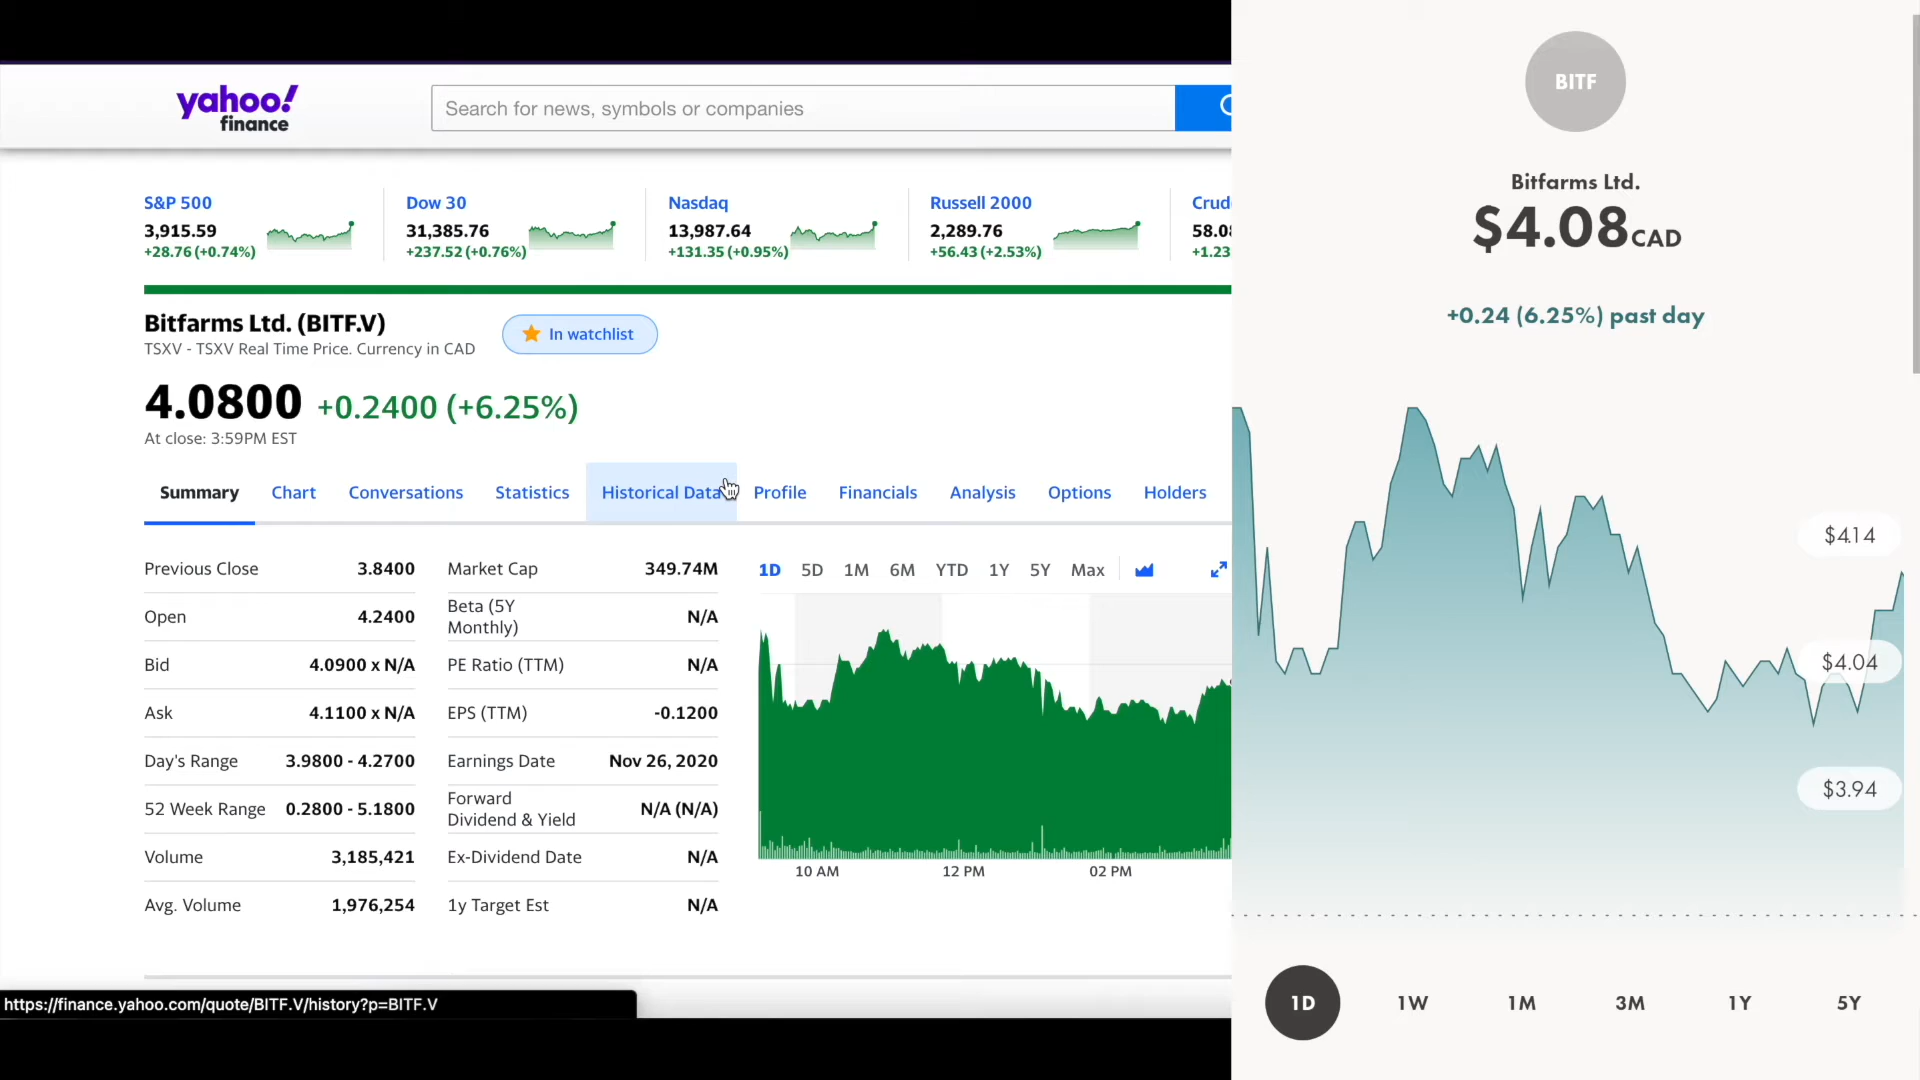 yahoo!
finance
Search for news, symbols or companies
S&P 500
3,915.59
+28.76 (+0.74%)
Dow 30
31,385.76
+237.52 (+0.76%)
Nasdaq
13,987.64
+131.35 (+0.95%)
Russell 2000
2,289.76
+56.43 (+2.53%)
Crud
58.08
+1.23
Bitfarms Ltd. (BITF.V)
TSXV - TSXV Real Time Price. Currency in CAD
In watchlist
4.0800 +0.2400 (+6.25%)
At close: 3:59PM EST
Summary Chart Conversations Statistics Historical Data Profile Financials Analysis Options Holders
Previous Close 3.8400
Open 4.2400
Bid 4.0900 x N/A
Ask 4.1100 x N/A
Day's Range 3.9800 - 4.2700
52 Week Range 0.2800 - 5.1800
Volume 3,185,421
Avg. Volume 1,976,254
Market Cap 349.74M
Beta (5Y
Monthly) N/A
PE Ratio (TTM) N/A
EPS (TTM) -0.1200
Earnings Date Nov 26, 2020
Forward
Dividend & Yield N/A (N/A)
Ex-Dividend Date N/A
1y Target Est N/A
1D 5D 1M 6M YTD 1Y 5Y Max
10 AM 12 PM 02 PM
https://finance.yahoo.com/quote/BITF.V/history?p=BITF.V
BITF
Bitfarms Ltd.
$4.08CAD
+0.24 (6.25%) past day
$4.14
$4.04
$3.94
1D 1W 1M 3M 1Y 5Y